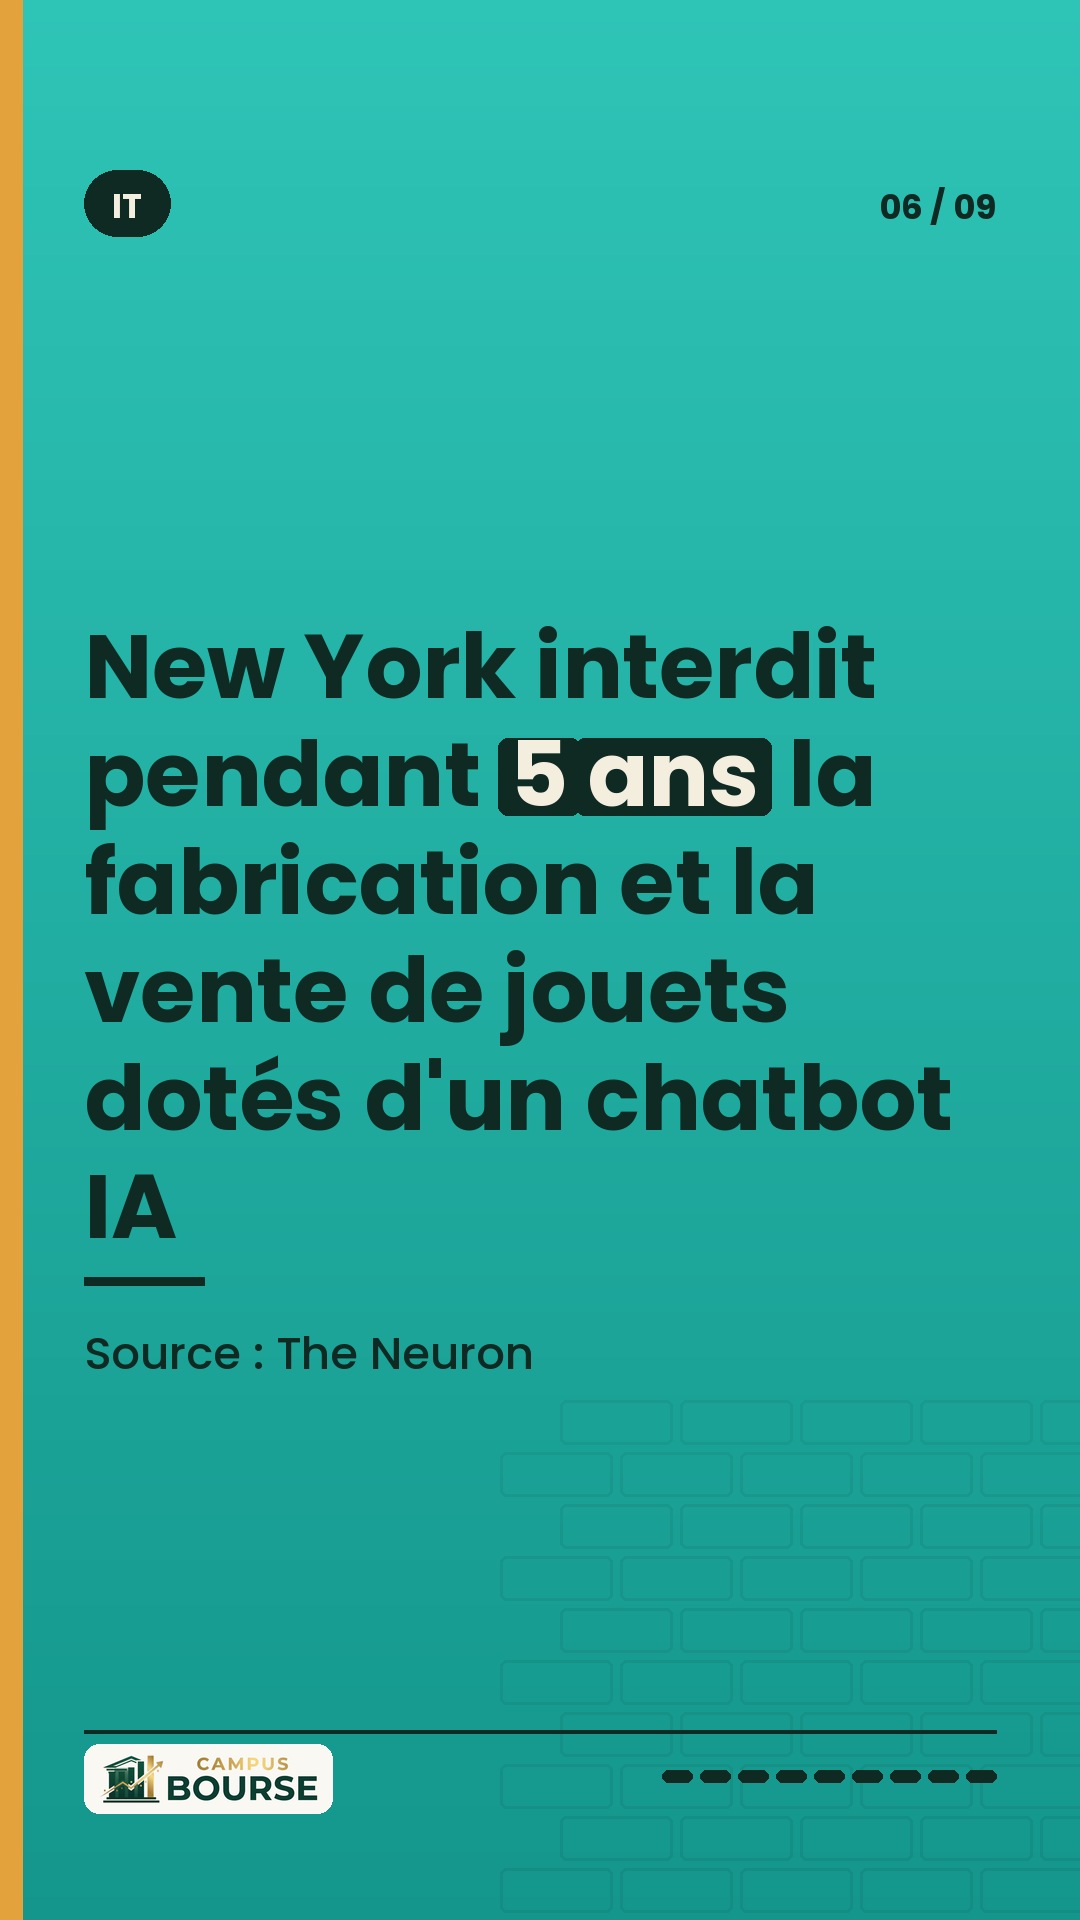 IT
06 / 09
New York interdit
pendant 5 ans la
fabrication et la
vente de jouets
dotés d'un chatbot
IA
Source : The Neuron
CAMPUS
BOURSE